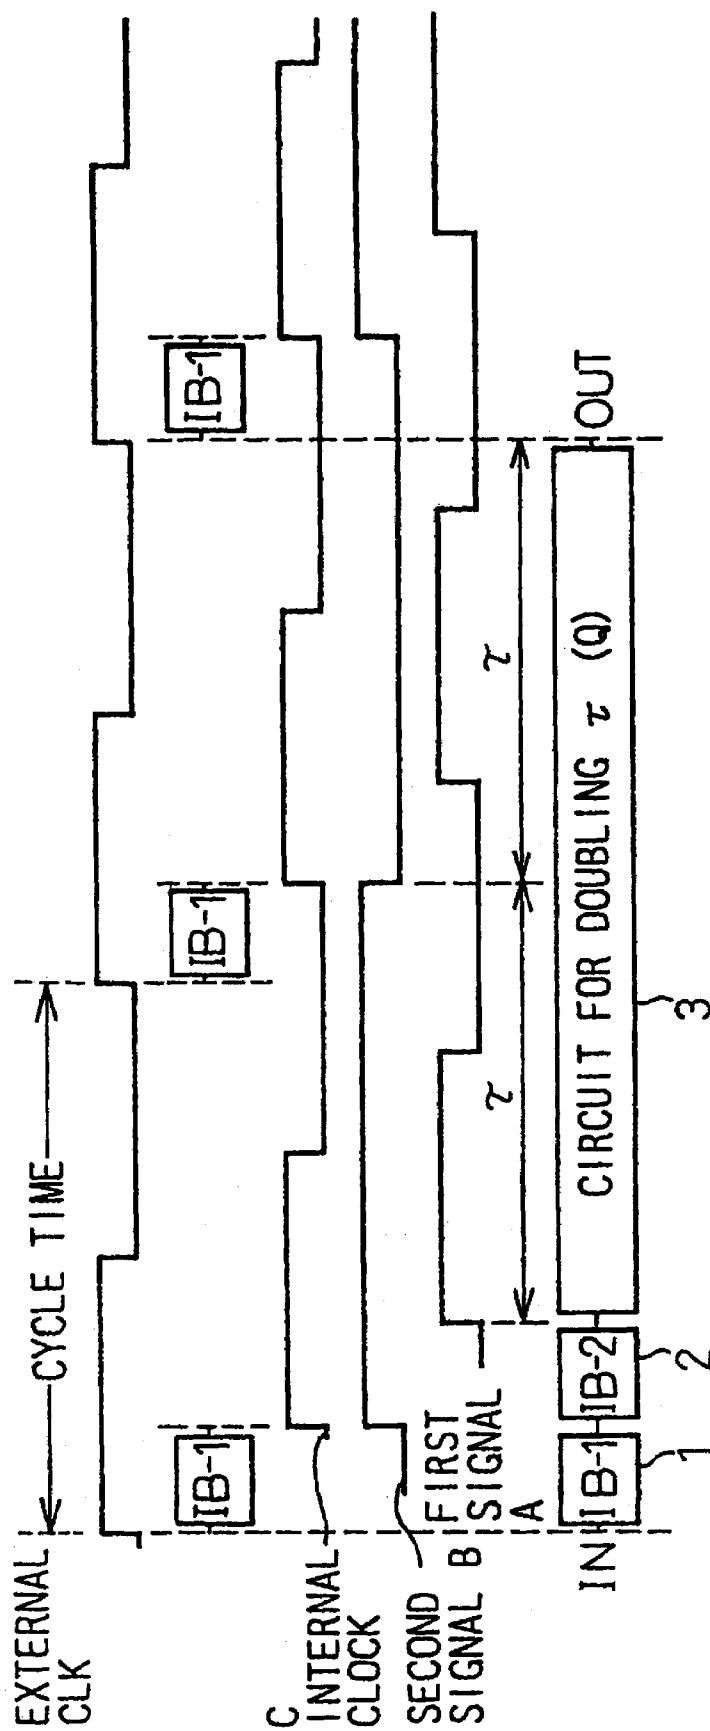 EXTERNAL
CLK
CYCLE TIME
IB-1
IB-1
IB-1
C
INTERNAL
CLOCK
SECOND
SIGNAL B
FIRST
SIGNAL
A
τ
τ
IN
IB-1
IB-2
CIRCUIT FOR DOUBLING τ (Q)
OUT
1
2
3